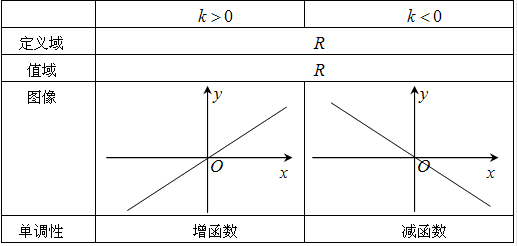 k > 0 k < 0
定义域 R
值域 R
图像 y O x y O x
单调性 增函数 减函数